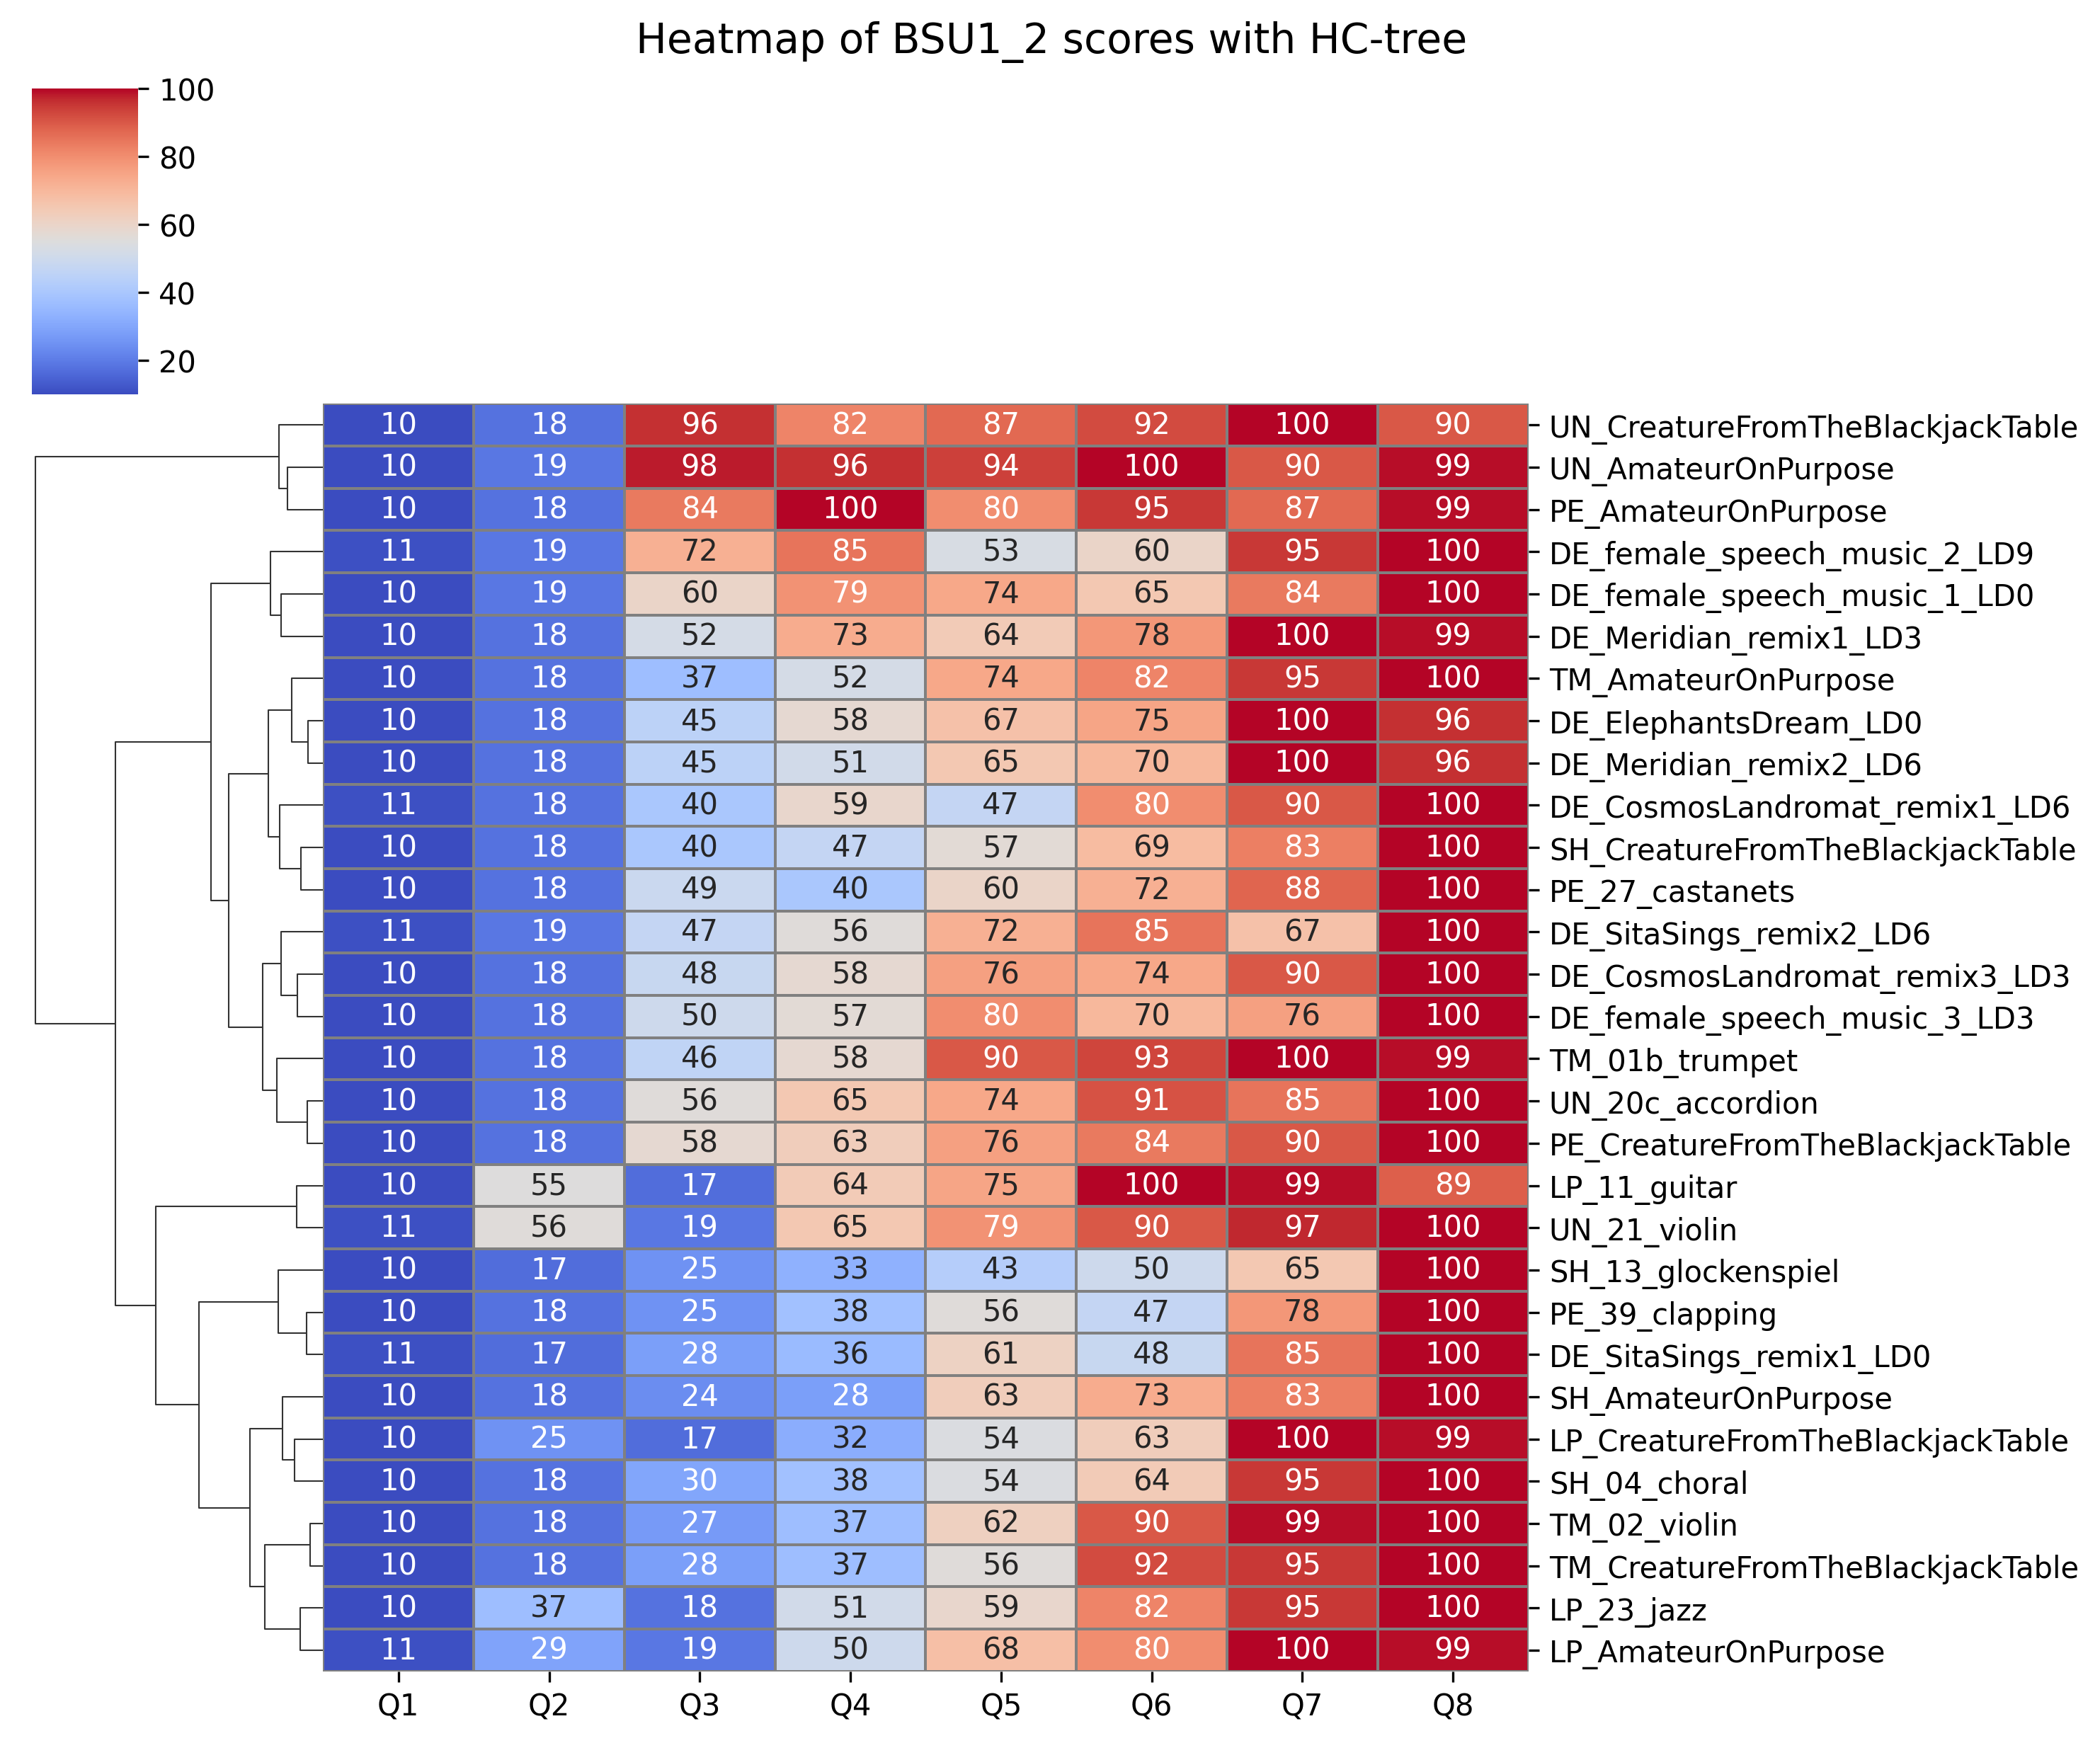 Heatmap of BSU1_2 scores with HC-tree
100
80
60
40
20
10 18 96 82 87 92 100 90 UN_CreatureFromTheBlackjackTable
10 19 98 96 94 100 90 99 UN_AmateurOnPurpose
10 18 84 100 80 95 87 99 PE_AmateurOnPurpose
11 19 72 85 53 60 95 100 DE_female_speech_music_2_LD9
10 19 60 79 74 65 84 100 DE_female_speech_music_1_LD0
10 18 52 73 64 78 100 99 DE_Meridian_remix1_LD3
10 18 37 52 74 82 95 100 TM_AmateurOnPurpose
10 18 45 58 67 75 100 96 DE_ElephantsDream_LD0
10 18 45 51 65 70 100 96 DE_Meridian_remix2_LD6
11 18 40 59 47 80 90 100 DE_CosmosLandromat_remix1_LD6
10 18 40 47 57 69 83 100 SH_CreatureFromTheBlackjackTable
10 18 49 40 60 72 88 100 PE_27_castanets
11 19 47 56 72 85 67 100 DE_SitaSings_remix2_LD6
10 18 48 58 76 74 90 100 DE_CosmosLandromat_remix3_LD3
10 18 50 57 80 70 76 100 DE_female_speech_music_3_LD3
10 18 46 58 90 93 100 99 TM_01b_trumpet
10 18 56 65 74 91 85 100 UN_20c_accordion
10 18 58 63 76 84 90 100 PE_CreatureFromTheBlackjackTable
10 55 17 64 75 100 99 89 LP_11_guitar
11 56 19 65 79 90 97 100 UN_21_violin
10 17 25 33 43 50 65 100 SH_13_glockenspiel
10 18 25 38 56 47 78 100 PE_39_clapping
11 17 28 36 61 48 85 100 DE_SitaSings_remix1_LD0
10 18 24 28 63 73 83 100 SH_AmateurOnPurpose
10 25 17 32 54 63 100 99 LP_CreatureFromTheBlackjackTable
10 18 30 38 54 64 95 100 SH_04_choral
10 18 27 37 62 90 99 100 TM_02_violin
10 18 28 37 56 92 95 100 TM_CreatureFromTheBlackjackTable
10 37 18 51 59 82 95 100 LP_23_jazz
11 29 19 50 68 80 100 99 LP_AmateurOnPurpose
Q1 Q2 Q3 Q4 Q5 Q6 Q7 Q8